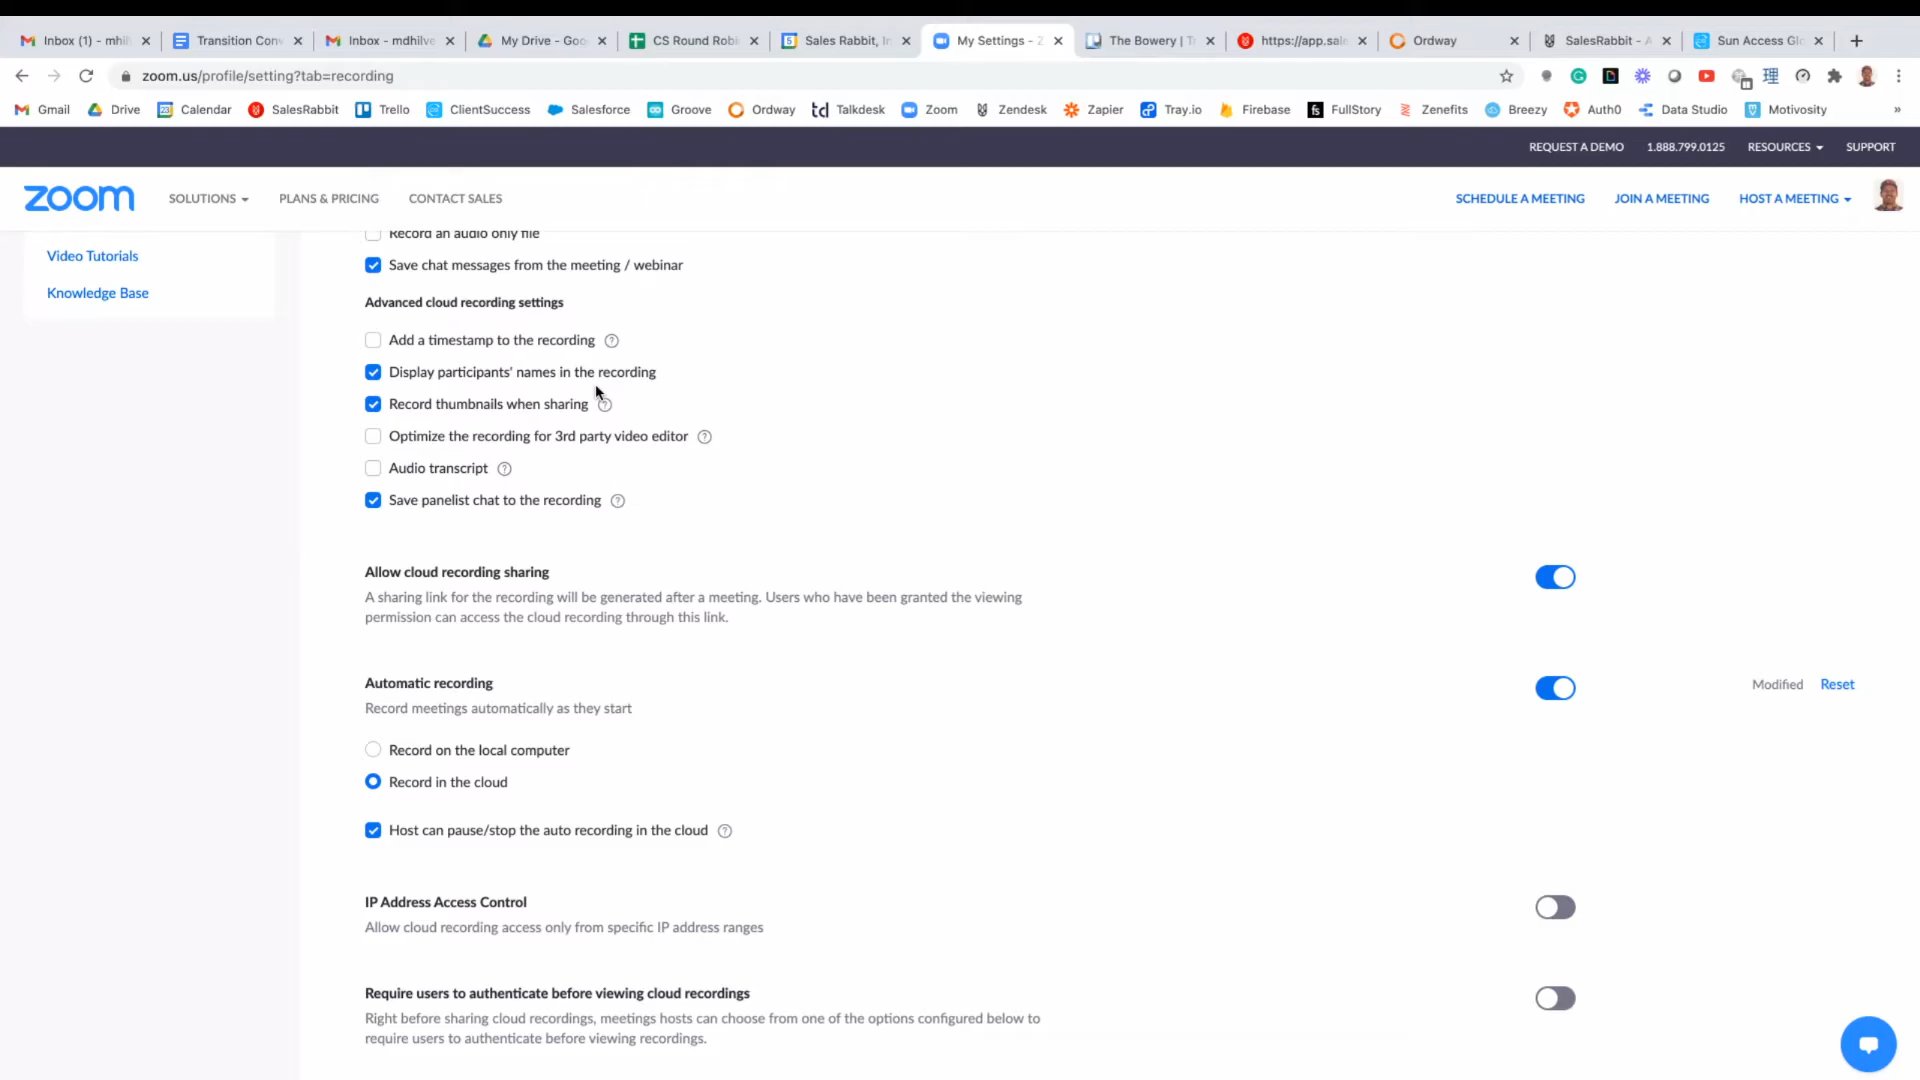 Inbox (1) - mhil
Transition Con
Inbox - mdhilve
My Drive - Goo
CS Round Robi
Sales Rabbit, In
My Settings - Z
The Bowery | T
https://app.sale
Ordway
SalesRabbit - A
Sun Access Glo
zoom.us/profile/setting?tab=recording
Gmail
Drive
Calendar
SalesRabbit
Trello
ClientSuccess
Salesforce
Groove
Ordway
Talkdesk
Zoom
Zendesk
Zapier
Tray.io
Firebase
FullStory
Zenefits
Breezy
Auth0
Data Studio
Motivosity
»
REQUEST A DEMO
1.888.799.0125
RESOURCES
SUPPORT
zoom
SOLUTIONS
PLANS & PRICING
CONTACT SALES
SCHEDULE A MEETING
JOIN A MEETING
HOST A MEETING
Video Tutorials
Knowledge Base
Record an audio only file
Save chat messages from the meeting / webinar
Advanced cloud recording settings
Add a timestamp to the recording
Display participants' names in the recording
Record thumbnails when sharing
Optimize the recording for 3rd party video editor
Audio transcript
Save panelist chat to the recording
Allow cloud recording sharing
A sharing link for the recording will be generated after a meeting. Users who have been granted the viewing
permission can access the cloud recording through this link.
Automatic recording
Modified
Reset
Record meetings automatically as they start
Record on the local computer
Record in the cloud
Host can pause/stop the auto recording in the cloud
IP Address Access Control
Allow cloud recording access only from specific IP address ranges
Require users to authenticate before viewing cloud recordings
Right before sharing cloud recordings, meetings hosts can choose from one of the options configured below to
require users to authenticate before viewing recordings.